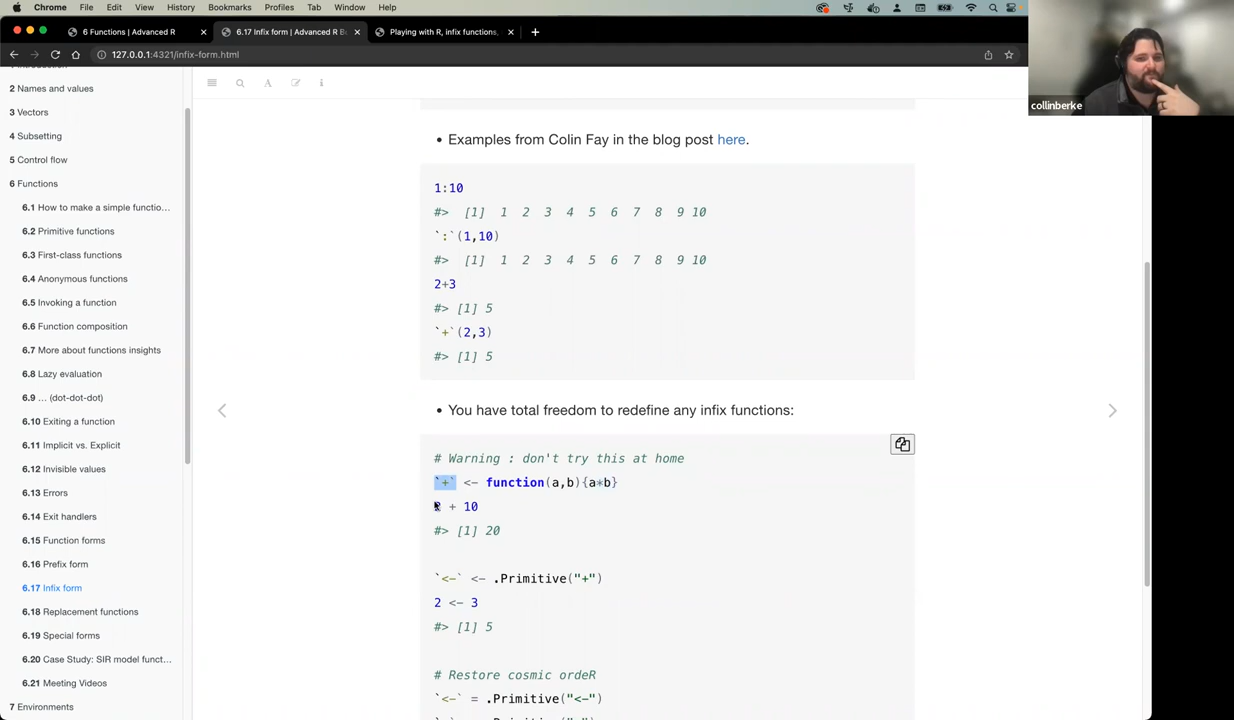 Chrome File Edit View History Bookmarks Profiles Tab Window Help
6 Functions | Advanced R
6.17 Infix form | Advanced R B
Playing with R, infix functions,
127.0.0.1:4321/infix-form.html
collinberke
2 Names and values
3 Vectors
4 Subsetting
5 Control flow
6 Functions
6.1 How to make a simple functio...
6.2 Primitive functions
6.3 First-class functions
6.4 Anonymous functions
6.5 Invoking a function
6.6 Function composition
6.7 More about functions insights
6.8 Lazy evaluation
6.9 ... (dot-dot-dot)
6.10 Exiting a function
6.11 Implicit vs. Explicit
6.12 Invisible values
6.13 Errors
6.14 Exit handlers
6.15 Function forms
6.16 Prefix form
6.17 Infix form
6.18 Replacement functions
6.19 Special forms
6.20 Case Study: SIR model funct...
6.21 Meeting Videos
7 Environments
• Examples from Colin Fay in the blog post here.
1:10
#> [1] 1 2 3 4 5 6 7 8 9 10
`:`(1,10)
#> [1] 1 2 3 4 5 6 7 8 9 10
2+3
#> [1] 5
`+`(2,3)
#> [1] 5
• You have total freedom to redefine any infix functions:
# Warning : don't try this at home
`+` <- function(a,b){a*b}
2 + 10
#> [1] 20
`<-` <- .Primitive("+")
2 <- 3
#> [1] 5
# Restore cosmic ordeR
`<-` = .Primitive("<-")